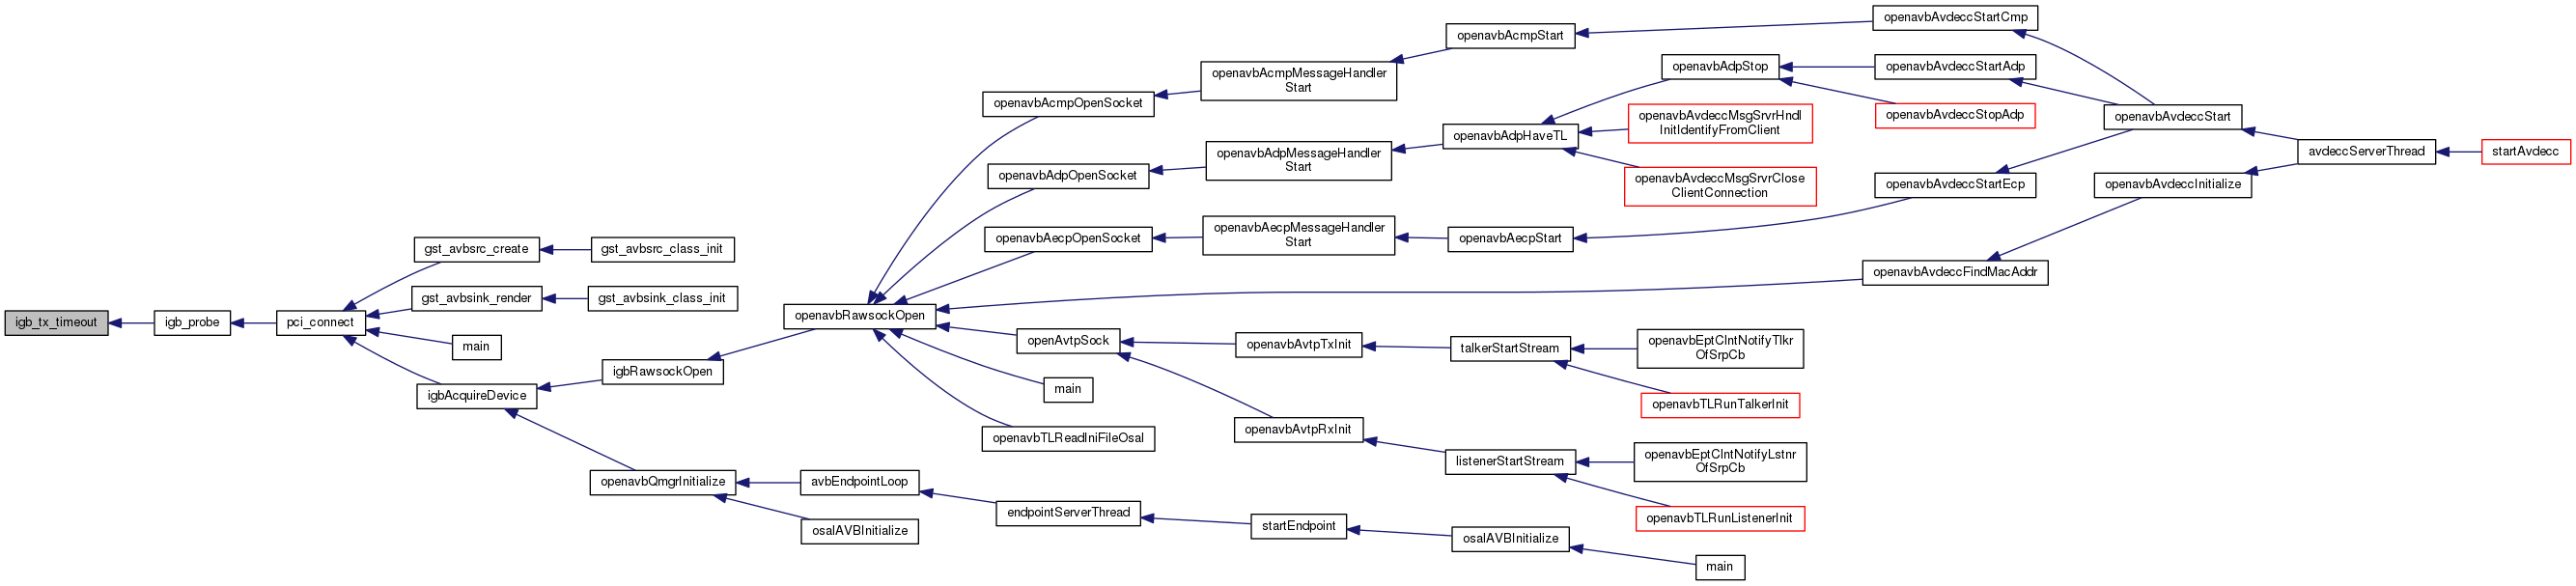 igb_tx_timeout
igb_probe
pci_connect
gst_avbsrc_create
gst_avbsrc_class_init
gst_avbsink_render
gst_avbsink_class_init
main
igbAcquireDevice
igbRawsockOpen
openavbRawsockOpen
openavbAcmpOpenSocket
openavbAcmpMessageHandler
Start
openavbAcmpStart
openavbAvdeccStartCmp
openavbAdpOpenSocket
openavbAdpMessageHandler
Start
openavbAdpHaveTL
openavbAdpStop
openavbAvdeccStartAdp
openavbAvdeccStopAdp
openavbAvdeccMsgSrvrHndl
InitIdentifyFromClient
openavbAvdeccMsgSrvrClose
ClientConnection
openavbAvdeccStart
avdeccServerThread
startAvdecc
openavbAecpOpenSocket
openavbAecpMessageHandler
Start
openavbAecpStart
openavbAvdeccStartEcp
openavbAvdeccInitialize
openavbAvdeccFindMacAddr
openAvtpSock
openavbAvtpTxInit
talkerStartStream
openavbEptClntNotifyTlkr
OfSrpCb
openavbTLRunTalkerInit
main
openavbAvtpRxInit
listenerStartStream
openavbEptClntNotifyLstnr
OfSrpCb
openavbTLRunListenerInit
openavbTLReadIniFileOsal
openavbQmgrInitialize
avbEndpointLoop
osalAVBInitialize
endpointServerThread
startEndpoint
osalAVBInitialize
main